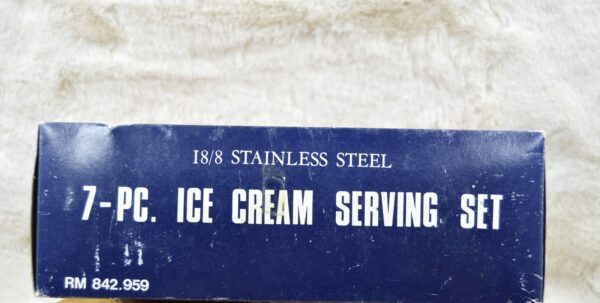 18/8 STAINLESS STEEL
7-PC. ICE CREAM SERVING SET
RM 842.959